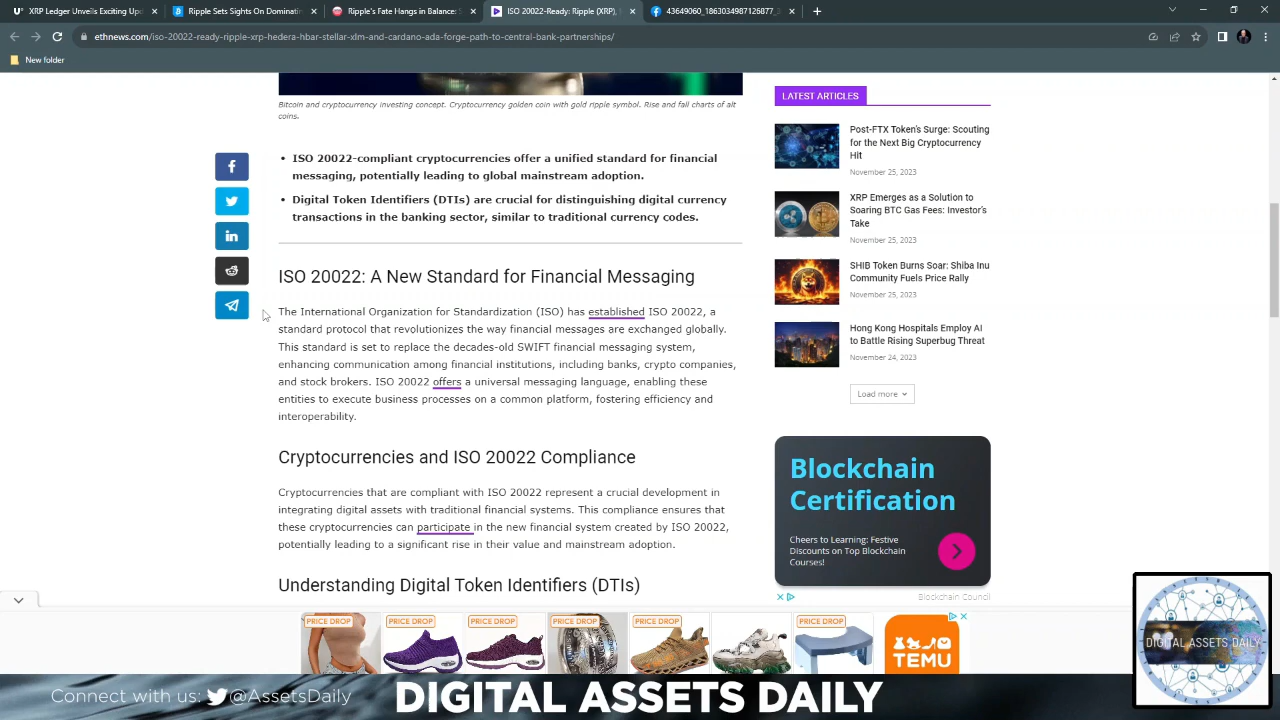 XRP Ledger Unveils Exciting Up
Ripple Sets Sights On Dominatio
Ripple's Fate Hangs in Balance: S
ISO 20022-Ready: Ripple (XRP),
43649060_1863034987126877_2
ethnews.com/iso-20022-ready-ripple-xrp-hedera-hbar-stellar-xlm-and-cardano-ada-forge-path-to-central-bank-partnerships/
New folder
Bitcoin and cryptocurrency investing concept. Cryptocurrency golden coin with gold ripple symbol. Rise and fall charts of alt
coins.
• ISO 20022-compliant cryptocurrencies offer a unified standard for financial
messaging, potentially leading to global mainstream adoption.
• Digital Token Identifiers (DTIs) are crucial for distinguishing digital currency
transactions in the banking sector, similar to traditional currency codes.
ISO 20022: A New Standard for Financial Messaging
The International Organization for Standardization (ISO) has established ISO 20022, a
standard protocol that revolutionizes the way financial messages are exchanged globally.
This standard is set to replace the decades-old SWIFT financial messaging system,
enhancing communication among financial institutions, including banks, crypto companies,
and stock brokers. ISO 20022 offers a universal messaging language, enabling these
entities to execute business processes on a common platform, fostering efficiency and
interoperability.
Cryptocurrencies and ISO 20022 Compliance
Cryptocurrencies that are compliant with ISO 20022 represent a crucial development in
integrating digital assets with traditional financial systems. This compliance ensures that
these cryptocurrencies can participate in the new financial system created by ISO 20022,
potentially leading to a significant rise in their value and mainstream adoption.
Understanding Digital Token Identifiers (DTIs)
LATEST ARTICLES
Post-FTX Token's Surge: Scouting
for the Next Big Cryptocurrency
Hit
November 25, 2023
XRP Emerges as a Solution to
Soaring BTC Gas Fees: Investor's
Take
November 25, 2023
SHIB Token Burns Soar: Shiba Inu
Community Fuels Price Rally
November 25, 2023
Hong Kong Hospitals Employ AI
to Battle Rising Superbug Threat
November 24, 2023
Load more
Blockchain
Certification
Cheers to Learning: Festive
Discounts on Top Blockchain
Courses!
Blockchain Council
PRICE DROP
PRICE DROP
PRICE DROP
PRICE DROP
PRICE DROP
PRICE DROP
PRICE DROP
TEMU
DIGITAL ASSETS DAILY
Connect with us: @AssetsDaily
DIGITAL ASSETS DAILY